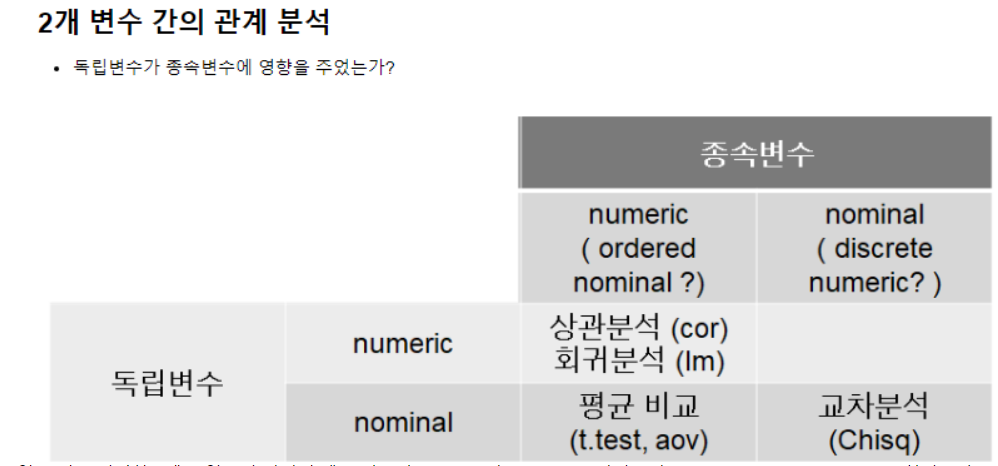 2개 변수 간의 관계 분석
• 독립변수가 종속변수에 영향을 주었는가?
종속변수
numeric
( ordered
nominal ?)
nominal
( discrete
numeric? )
독립변수
numeric
상관분석 (cor)
회귀분석 (lm)
nominal
평균 비교
(t.test, aov)
교차분석
(Chisq)